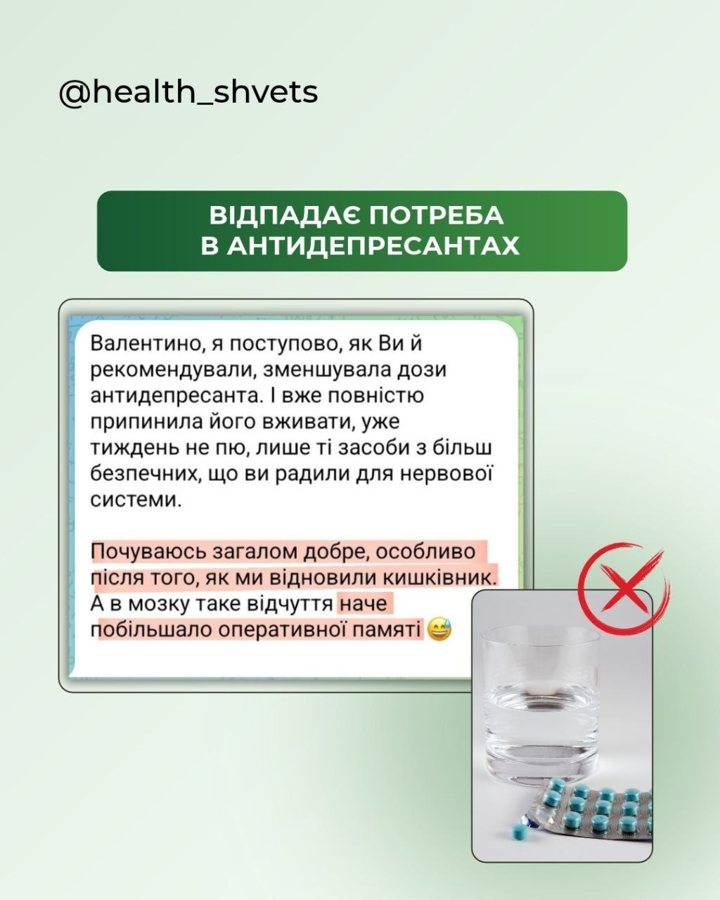 @health_shvets
ВІДПАДАЄ ПОТРЕБА
В АНТИДЕПРЕСАНТАХ
Валентино, я поступово, як Ви й
рекомендували, зменшувала дози
антидепресанта. І вже повністю
припинила його вживати, уже
тиждень не пю, лише ті засоби з більш
безпечних, що ви радили для нервової
системи.
Почуваюсь загалом добре, особливо
після того, як ми відновили кишківник.
А в мозку таке відчуття наче
побільшало оперативної памяті 😅